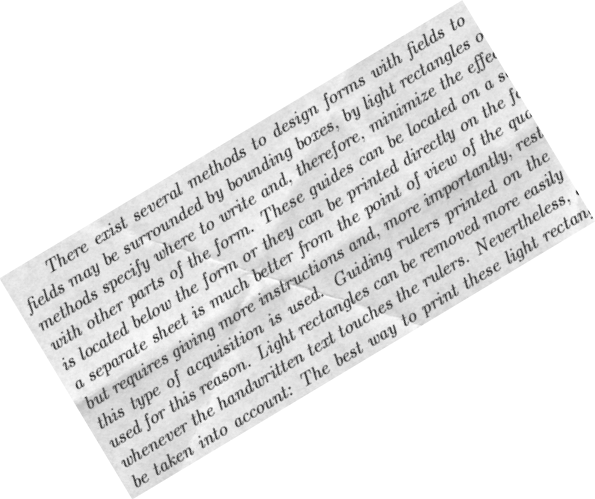 There exist several methods to design forms with fields to
fields may be surrounded by bounding boxes, by light rectangles
methods specify where to write and, therefore, minimize the
with other parts of the form. These guides can be located on a
is located below the form or they can be printed directly on the
a separate sheet is much better from the point of view of the
but requires giving more instructions and, more importantly,
this type of acquisition is used. Guiding rulers printed on the
used for this reason. Light rectangles can be removed more easily
whenever the handwritten text touches the rulers. Nevertheless,
be taken into account: The best way to print these light